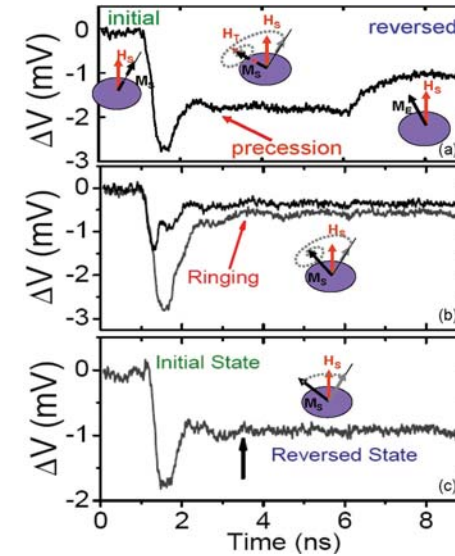 initial
reversed
H_T
H_S
M_S
H_S
M_S
H_S
M_E
precession
(a)
0
-1
-2
-3
ΔV (mV)
H_S
M_S
Ringing
(b)
0
-1
-2
-3
ΔV (mV)
Initial State
H_S
M_S
Reversed State
(c)
0
-1
-2
ΔV (mV)
0 2 4 6 8
Time (ns)